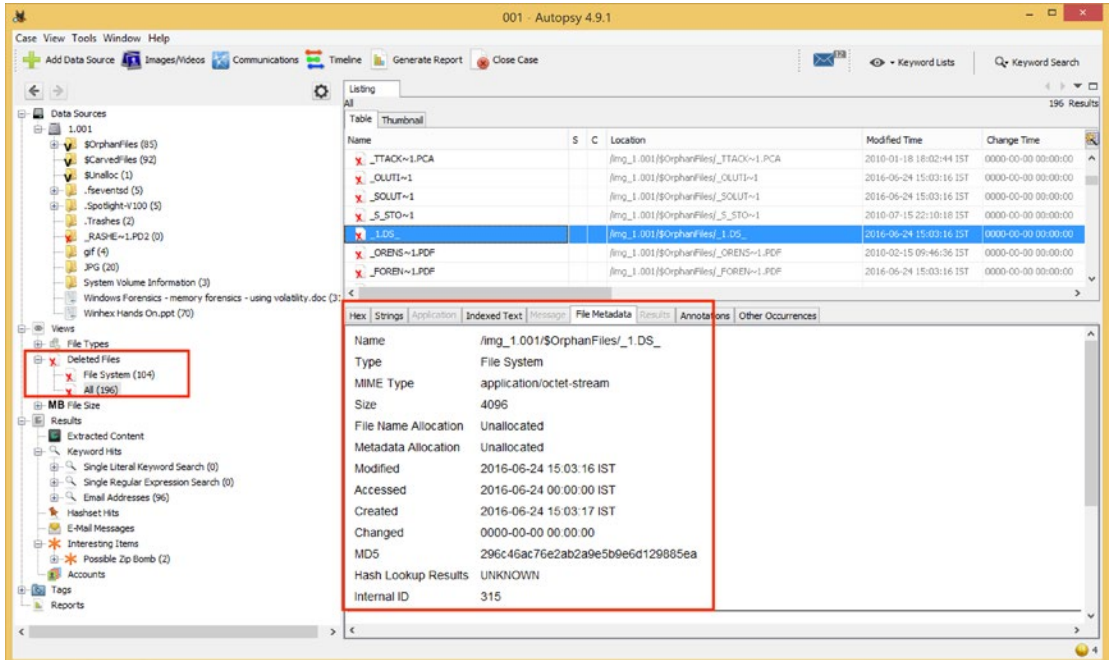 001 - Autopsy 4.9.1
Case View Tools Window Help
Add Data Source Images/Videos Communications Timeline Generate Report Close Case Keyword Lists Keyword Search
Listing
All
196 Results
Table Thumbnail
Name S C Location Modified Time Change Time
_TTACK~1.PCA /img_1.001/$OrphanFiles/_TTACK~1.PCA 2010-01-18 18:02:44 IST 0000-00-00 00:00:00
_OLUTI~1 /img_1.001/$OrphanFiles/_OLUTI~1 2016-06-24 15:03:16 IST 0000-00-00 00:00:00
_SOLUT~1 /img_1.001/$OrphanFiles/_SOLUT~1 2016-06-24 15:03:16 IST 0000-00-00 00:00:00
_S_STO~1 /img_1.001/$OrphanFiles/_S_STO~1 2010-07-15 22:10:18 IST 0000-00-00 00:00:00
_1.DS_ /img_1.001/$OrphanFiles/_1.DS_ 2016-06-24 15:03:16 IST 0000-00-00 00:00:00
_ORENS~1.PDF /img_1.001/$OrphanFiles/_ORENS~1.PDF 2010-02-15 09:46:36 IST 0000-00-00 00:00:00
_FOREN~1.PDF /img_1.001/$OrphanFiles/_FOREN~1.PDF 2016-06-24 15:03:16 IST 0000-00-00 00:00:00
Data Sources
1.001
$OrphanFiles (85)
$CarvedFiles (92)
$Unalloc (1)
.fseventsd (5)
.Spotlight-V100 (5)
.Trashes (2)
_RASHE~1.PD2 (0)
gif (4)
JPG (20)
System Volume Information (3)
Windows Forensics - memory forensics - using volatility.doc (3
Winhex Hands On.ppt (70)
Views
File Types
Deleted Files
File System (104)
All (196)
MB File Size
Results
Extracted Content
Keyword Hits
Single Literal Keyword Search (0)
Single Regular Expression Search (0)
Email Addresses (96)
Hashset Hits
E-Mail Messages
Interesting Items
Possible Zip Bomb (2)
Accounts
Tags
Reports
Hex Strings Application Indexed Text Message File Metadata Results Annotations Other Occurrences
Name /img_1.001/$OrphanFiles/_1.DS_
Type File System
MIME Type application/octet-stream
Size 4096
File Name Allocation Unallocated
Metadata Allocation Unallocated
Modified 2016-06-24 15:03:16 IST
Accessed 2016-06-24 00:00:00 IST
Created 2016-06-24 15:03:17 IST
Changed 0000-00-00 00:00:00
MD5 296c46ac76e2ab2a9e5b9e6d129885ea
Hash Lookup Results UNKNOWN
Internal ID 315
4